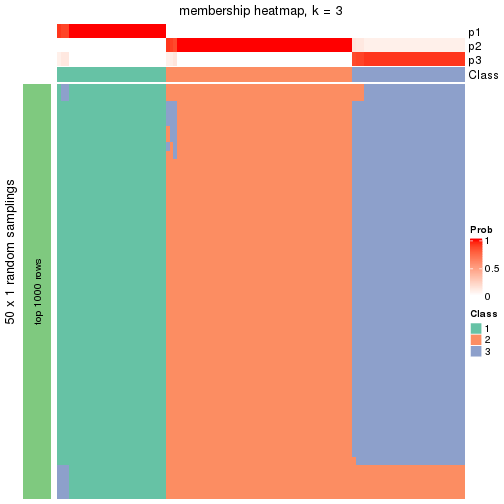 membership heatmap, k = 3
p1
p2
p3
Class
50 x 1 random samplings
top 1000 rows
Prob
1
0.5
0
Class
1
2
3